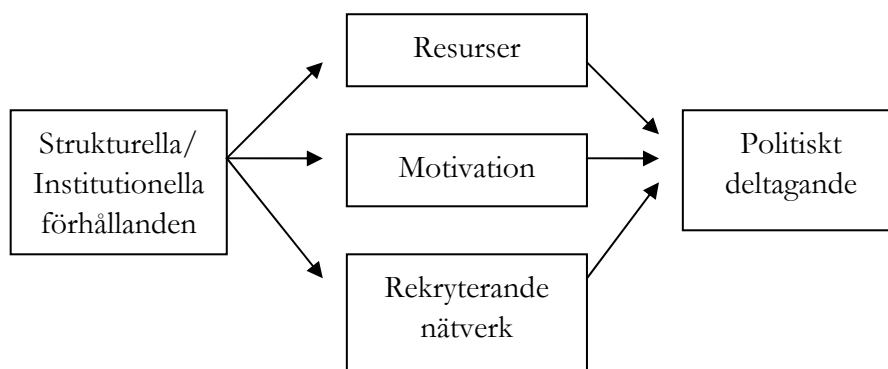 Resurser
Strukturella/
Institutionella
förhållanden
Motivation
Politiskt
deltagande
Rekryterande
nätverk